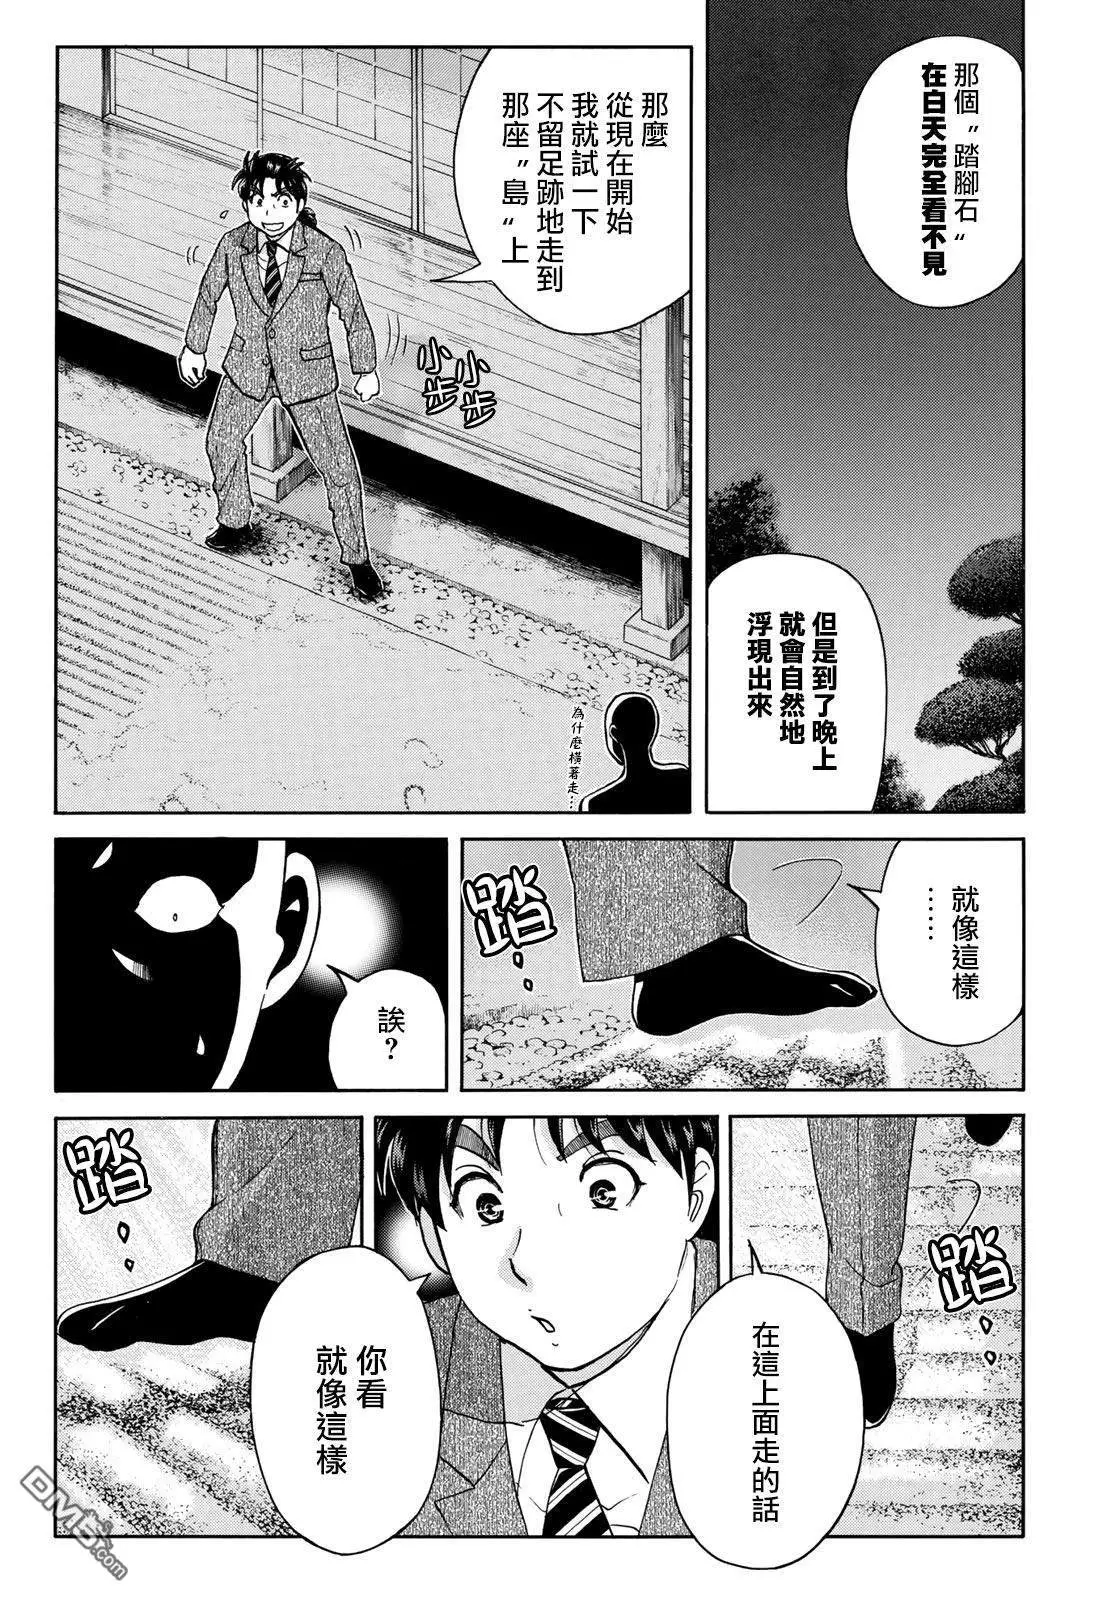 那個〝踏腳石〟
在白天完全看不見
但是到了晚上
就會自然地
浮現出來
那麼
從現在開始
我就試一下
不留足跡地走到
那座〝島〟上
小步
小步
為什麼橫著走…
就像這樣
……
踏
誒?
在這上面走的話
踏
你看
就像這樣
踏
DM5.com